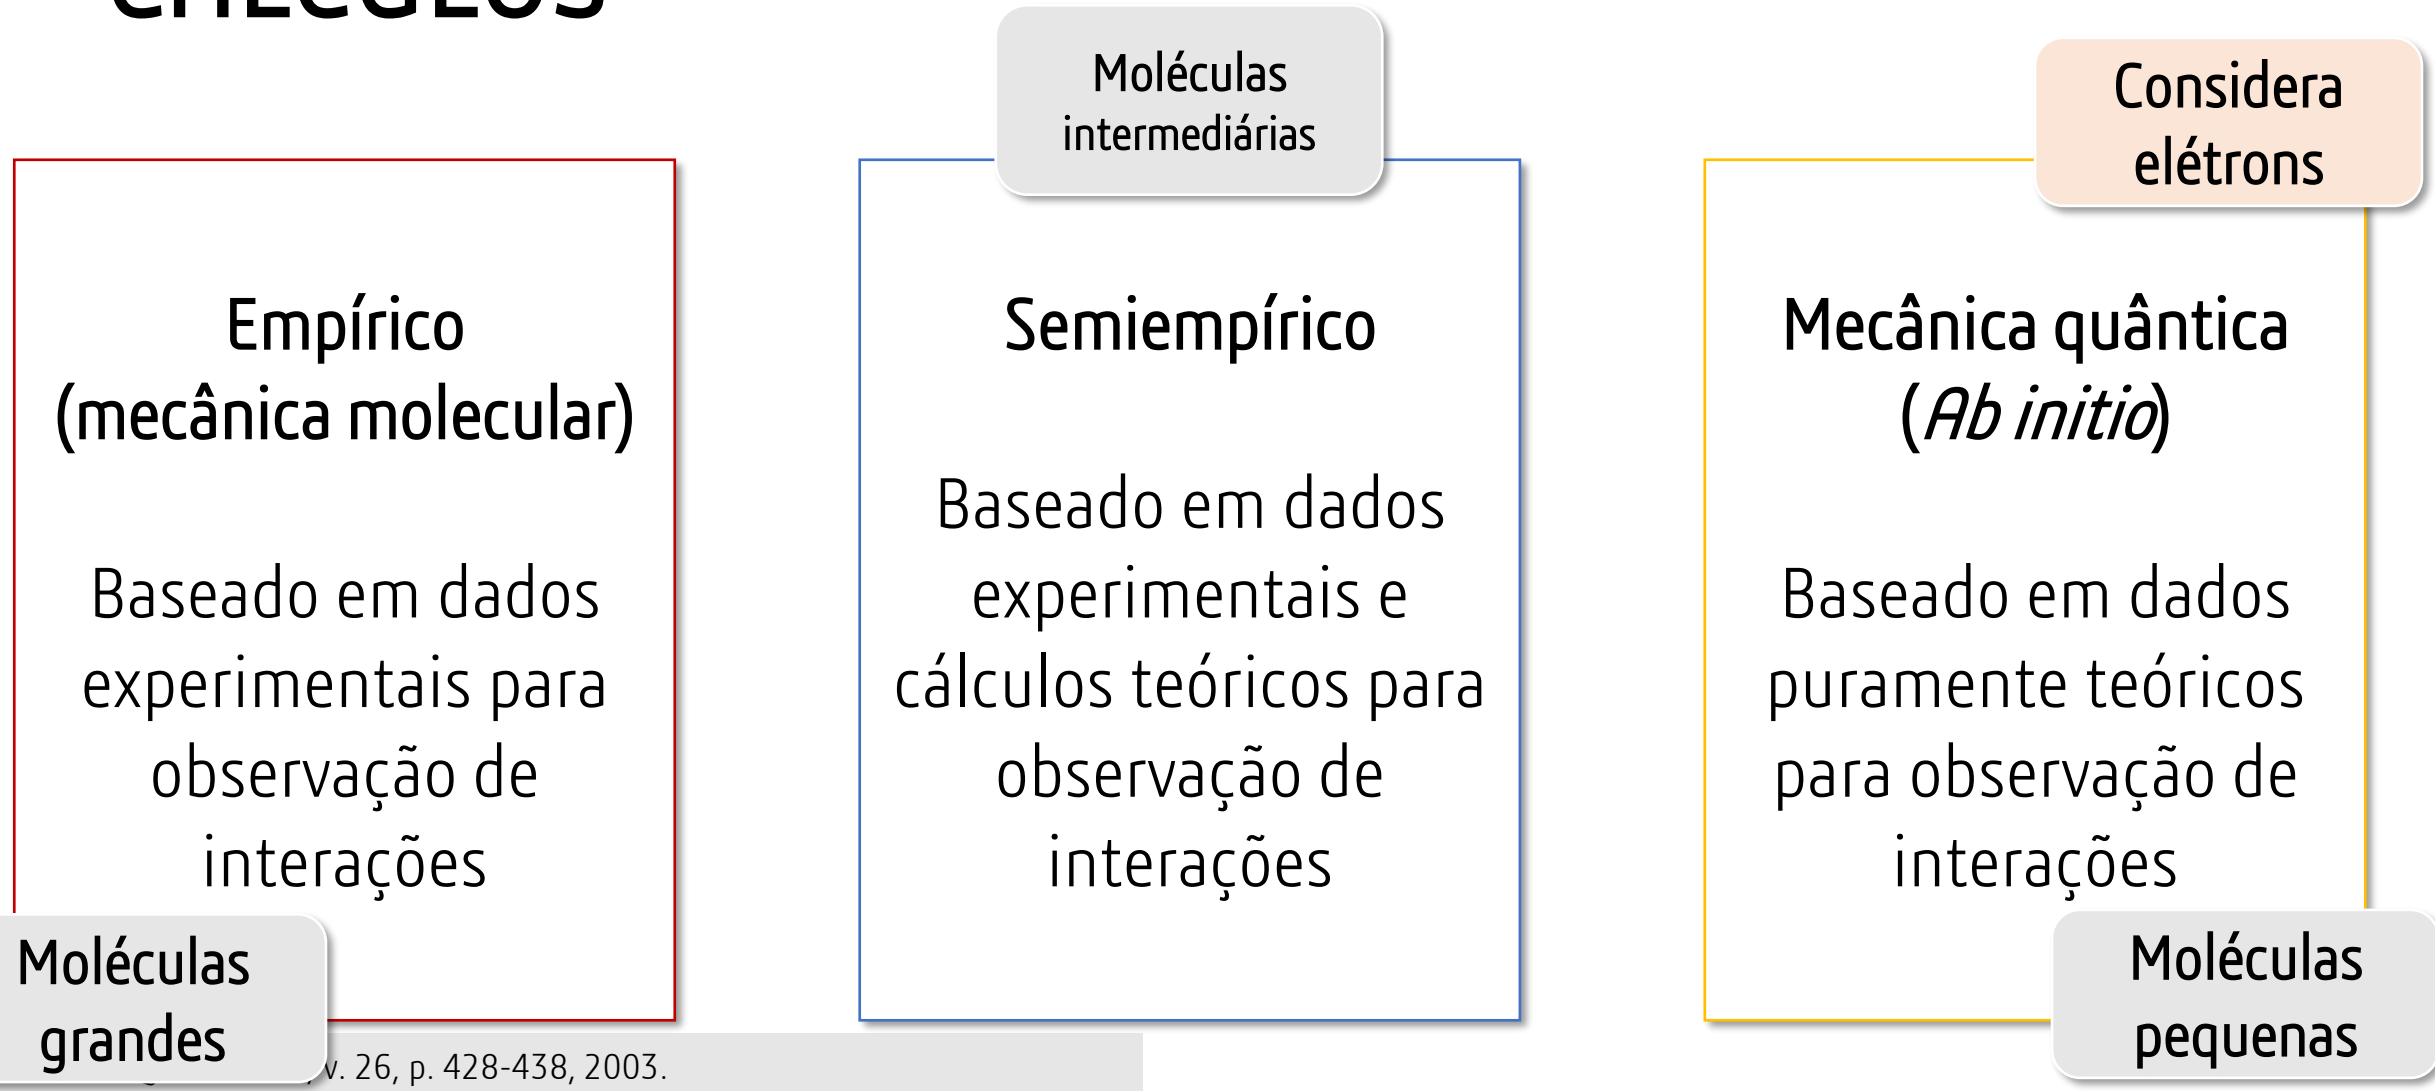 CÁLCULOS
Moléculas
intermediárias
Considera
elétrons
Empírico
(mecânica molecular)
Baseado em dados
experimentais para
observação de
interações
Moléculas
grandes
Semiempírico
Baseado em dados
experimentais e
cálculos teóricos para
observação de
interações
Mecânica quântica
(Ab initio)
Baseado em dados
puramente teóricos
para observação de
interações
Moléculas
pequenas
v. 26, p. 428-438, 2003.